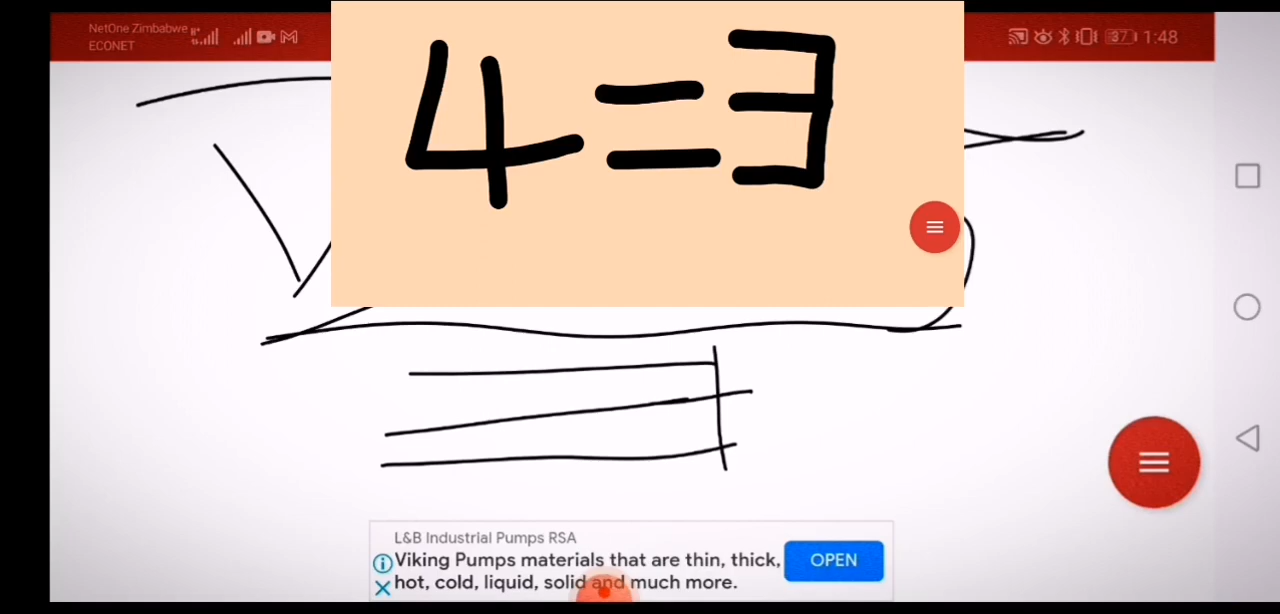 NetOne Zimbabwe
ECONET
37 1:48
4=3
L&B Industrial Pumps RSA
Viking Pumps materials that are thin, thick,
hot, cold, liquid, solid and much more.
OPEN